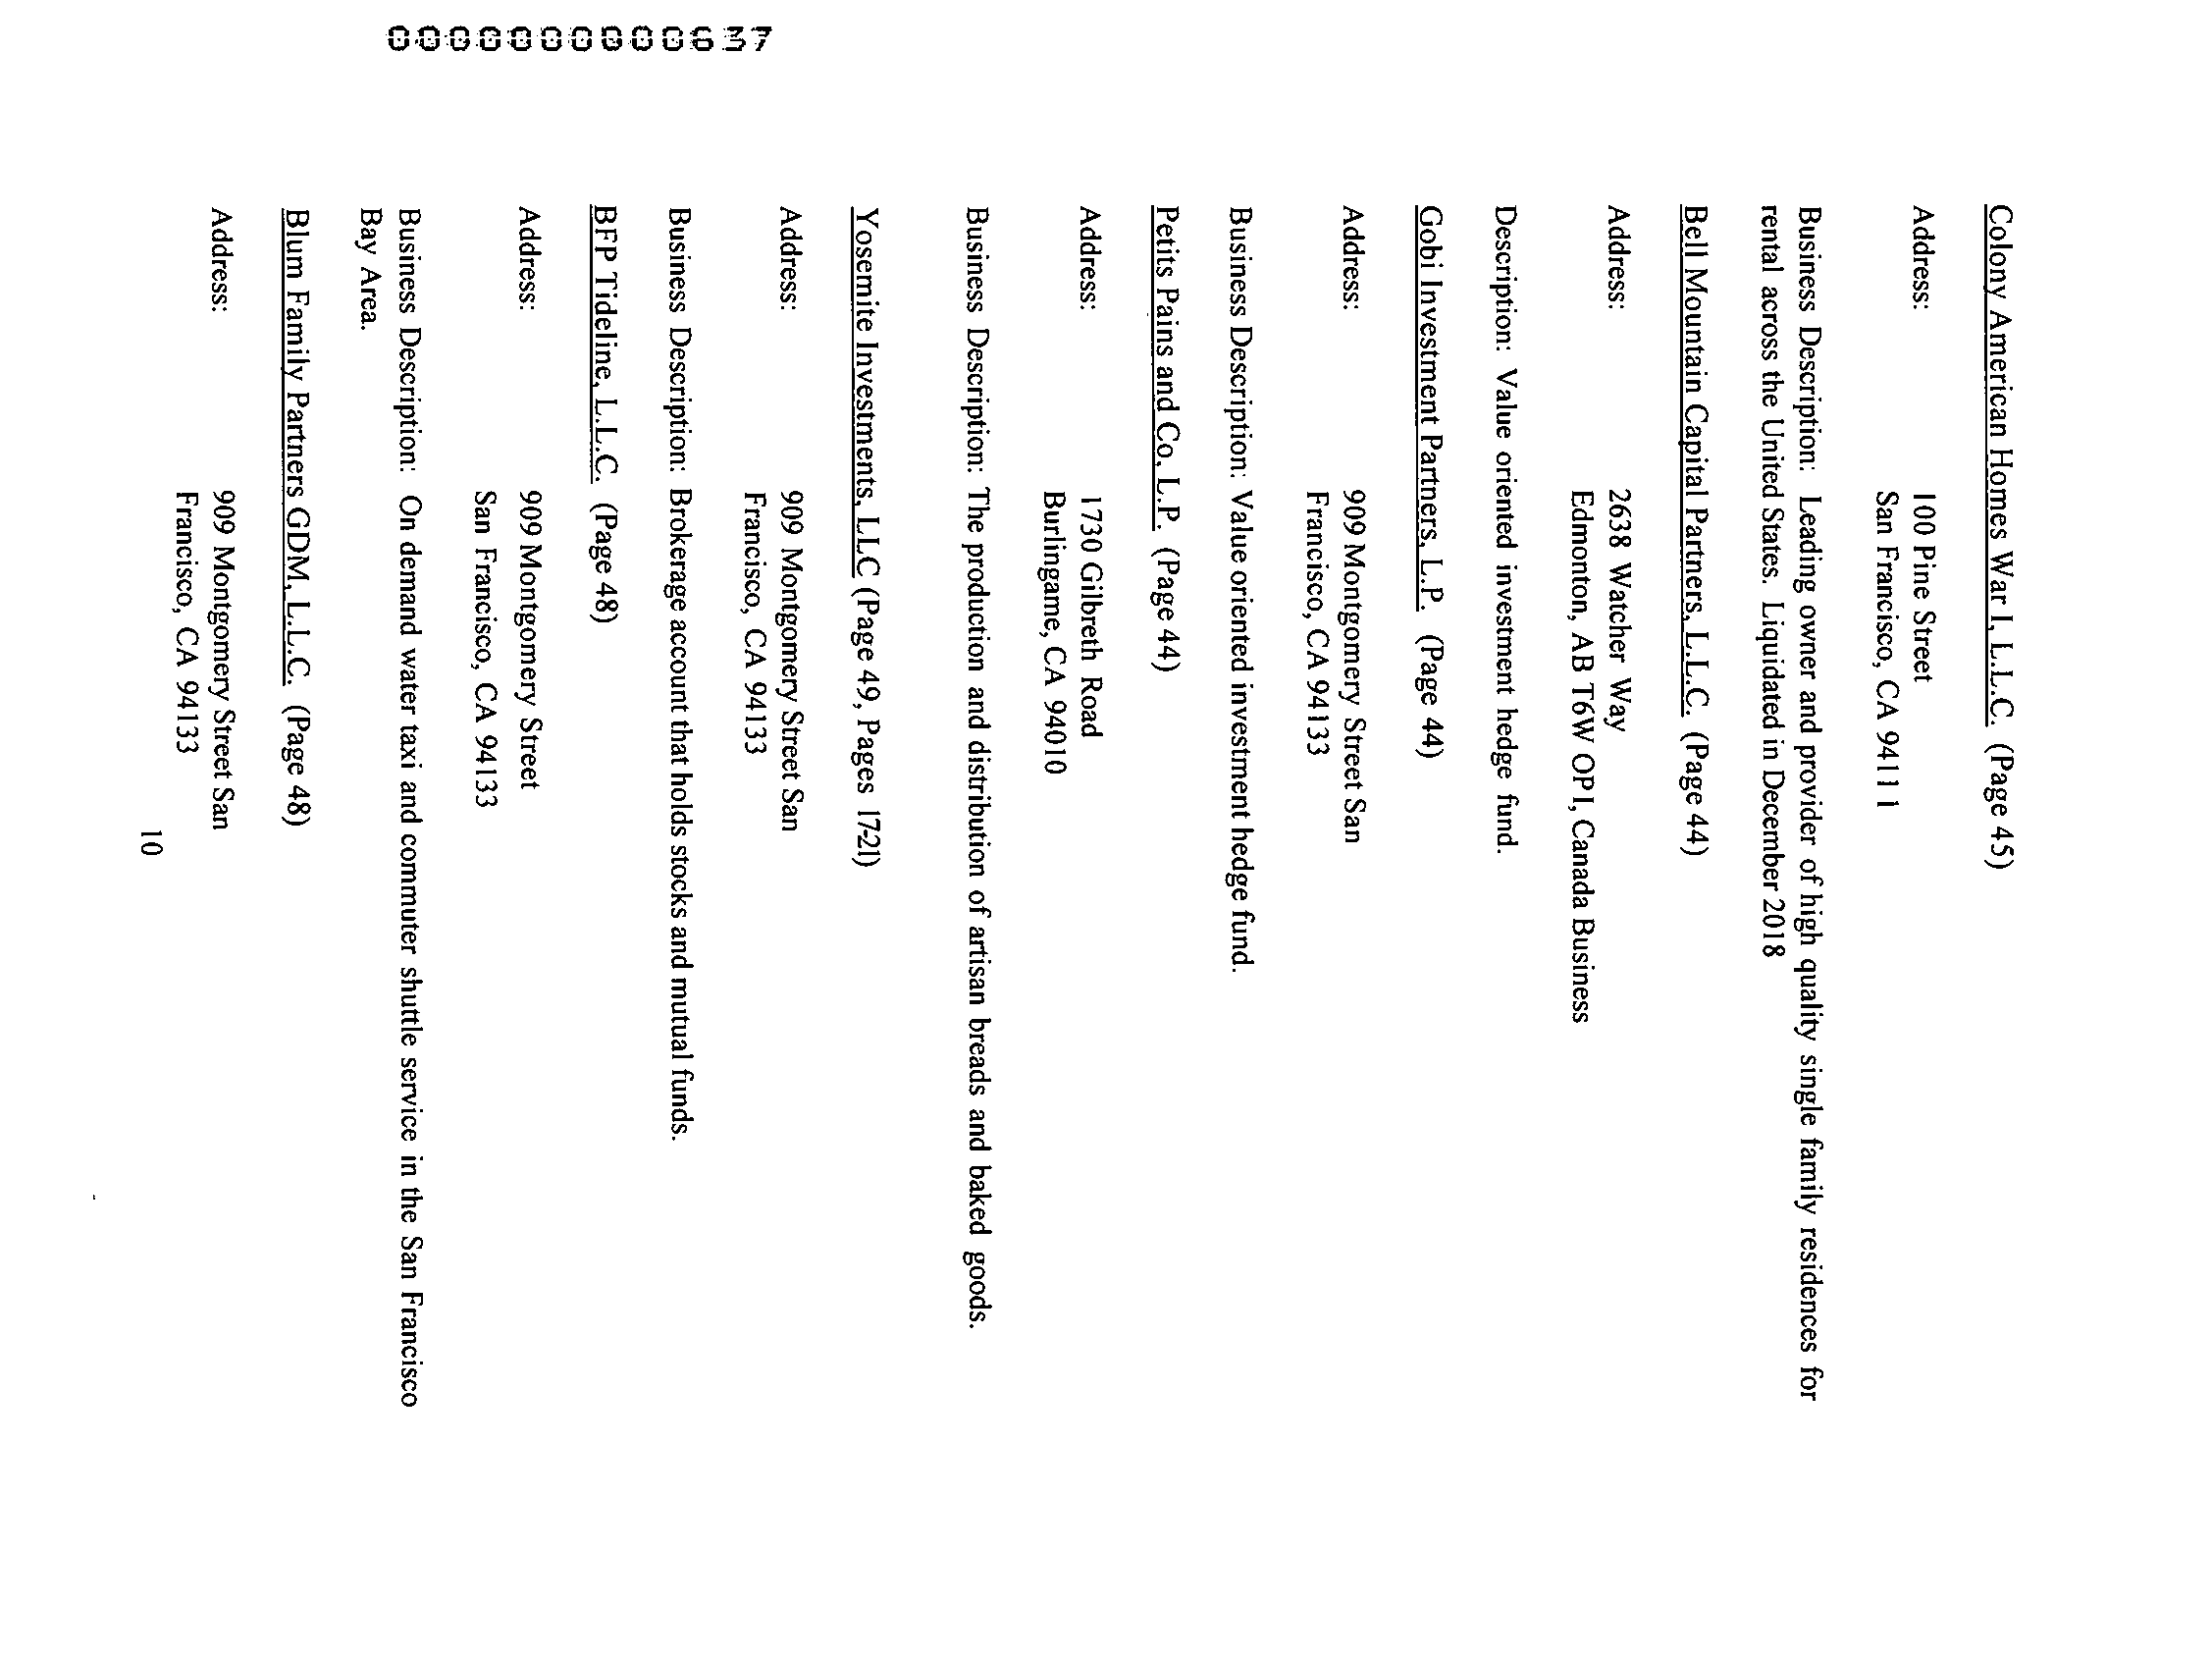 Colony American Homes War I, L.L.C. (Page 45)
Address: 100 Pine Street
San Francisco, CA 94111
Business Description: Leading owner and provider of high quality single family residences for
rental across the United States. Liquidated in December 2018
Bell Mountain Capital Partners, L.L.C. (Page 44)
Address: 2638 Watcher Way
Edmonton, AB T6W OPI, Canada Business
Description: Value oriented investment hedge fund.
Gobi Investment Partners, L.P. (Page 44)
Address: 909 Montgomery Street San
Francisco, CA 94133
Business Description: Value oriented investment hedge fund.
Petits Pains and Co, L.P. (Page 44)
Address: 1730 Gilbreth Road
Burlingame, CA 94010
Business Description: The production and distribution of artisan breads and baked goods.
Yosemite Investments, LLC (Page 49, Pages 17-21)
Address: 909 Montgomery Street San
Francisco, CA 94133
Business Description: Brokerage account that holds stocks and mutual funds.
BFP Tideline, L.L.C. (Page 48)
Address: 909 Montgomery Street
San Francisco, CA 94133
Business Description: On demand water taxi and commuter shuttle service in the San Francisco
Bay Area.
Blum Family Partners GDM, L.L.C. (Page 48)
Address: 909 Montgomery Street San
Francisco, CA 94133
10